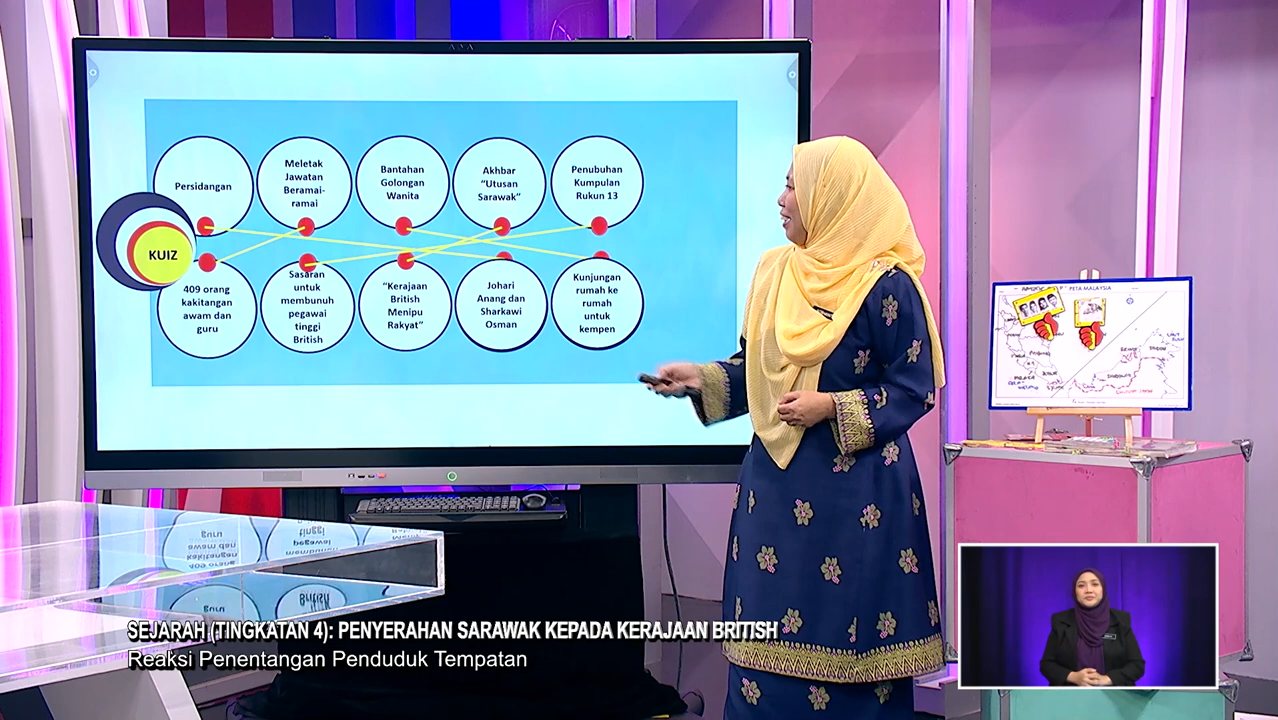 Persidangan
Meletak
Jawatan
Beramai-
ramai
Bantahan
Golongan
Wanita
Akhbar
"Utusan
Sarawak"
Penubuhan
Kumpulan
Rukun 13
KUIZ
409 orang
kakitangan
awam dan
guru
Sasaran
untuk
membunuh
pegawai
tinggi
British
"Kerajaan
British
Menipu
Rakyat"
Johari
Anang dan
Sharkawi
Osman
Kunjungan
rumah ke
rumah
untuk
kempen
PETA MALAYSIA
SEJARAH (TINGKATAN 4): PENYERAHAN SARAWAK KEPADA KERAJAAN BRITISH
Reaksi Penentangan Penduduk Tempatan